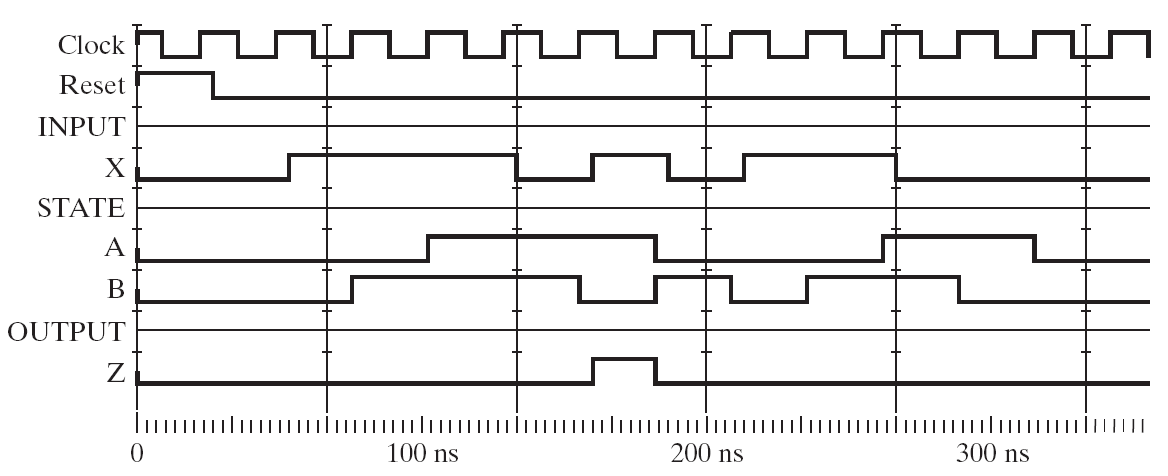 Clock
Reset
INPUT
X
STATE
A
B
OUTPUT
Z
0 100 ns 200 ns 300 ns